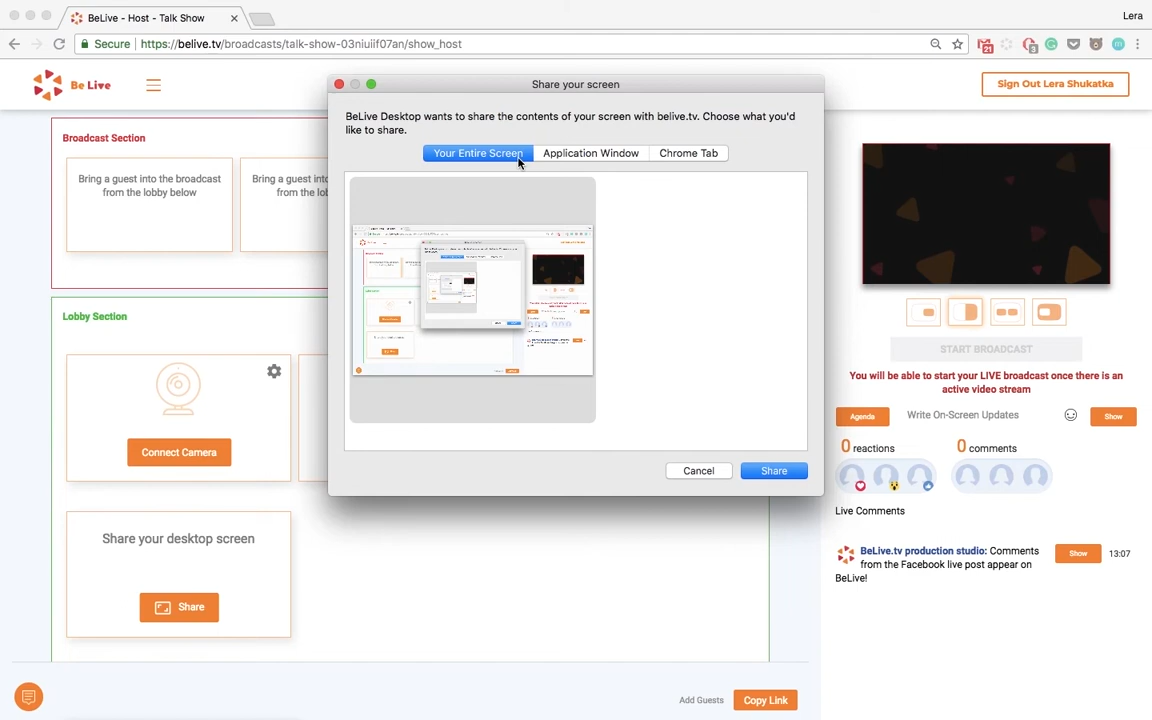 BeLive - Host - Talk Show
Lera
Secure https://belive.tv/broadcasts/talk-show-03niuiif07an/show_host
21
3
m
Be Live
Sign Out Lera Shukatka
Share your screen
BeLive Desktop wants to share the contents of your screen with belive.tv. Choose what you'd
like to share.
Your Entire Screen
Application Window
Chrome Tab
Cancel
Share
Broadcast Section
Bring a guest into the broadcast
from the lobby below
Bring a guest into
from the lob
Lobby Section
Connect Camera
Share your desktop screen
Share
START BROADCAST
You will be able to start your LIVE broadcast once there is an
active video stream
Agenda
Write On-Screen Updates
Show
0 reactions
0 comments
Live Comments
BeLive.tv production studio: Comments
from the Facebook live post appear on
BeLive!
Show
13:07
Add Guests
Copy Link